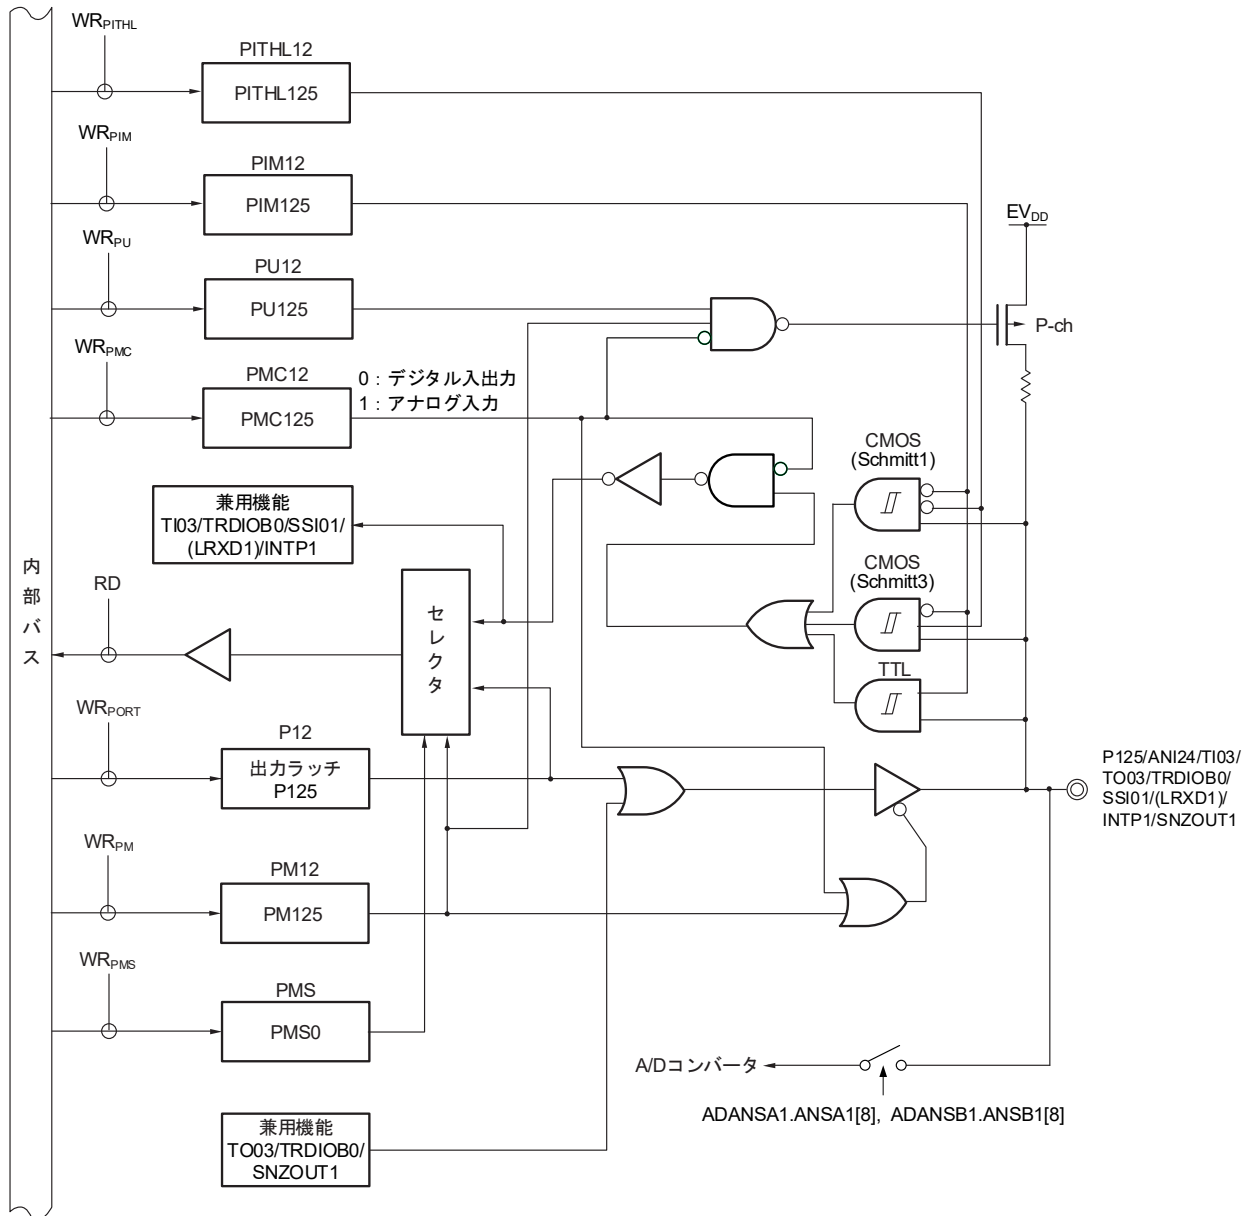 WRPITHL
PITHL12
PITHL125
WRPIM
PIM12
PIM125
WRPU
PU12
PU125
EVDD
P-ch
WRPMC
PMC12
PMC125
0：デジタル入出力
1：アナログ入力
CMOS
(Schmitt1)
兼用機能
TI03/TRDIOB0/SSI01/
(LRXD1)/INTP1
内部バス
RD
セレクタ
CMOS
(Schmitt3)
TTL
WRPORT
P12
出力ラッチ
P125
P125/ANI24/TI03/
TO03/TRDIOB0/
SSI01/(LRXD1)/
INTP1/SNZOUT1
WRPM
PM12
PM125
WRPMS
PMS
PMS0
A/Dコンバータ
ADANSA1.ANSA1[8], ADANSB1.ANSB1[8]
兼用機能
TO03/TRDIOB0/
SNZOUT1